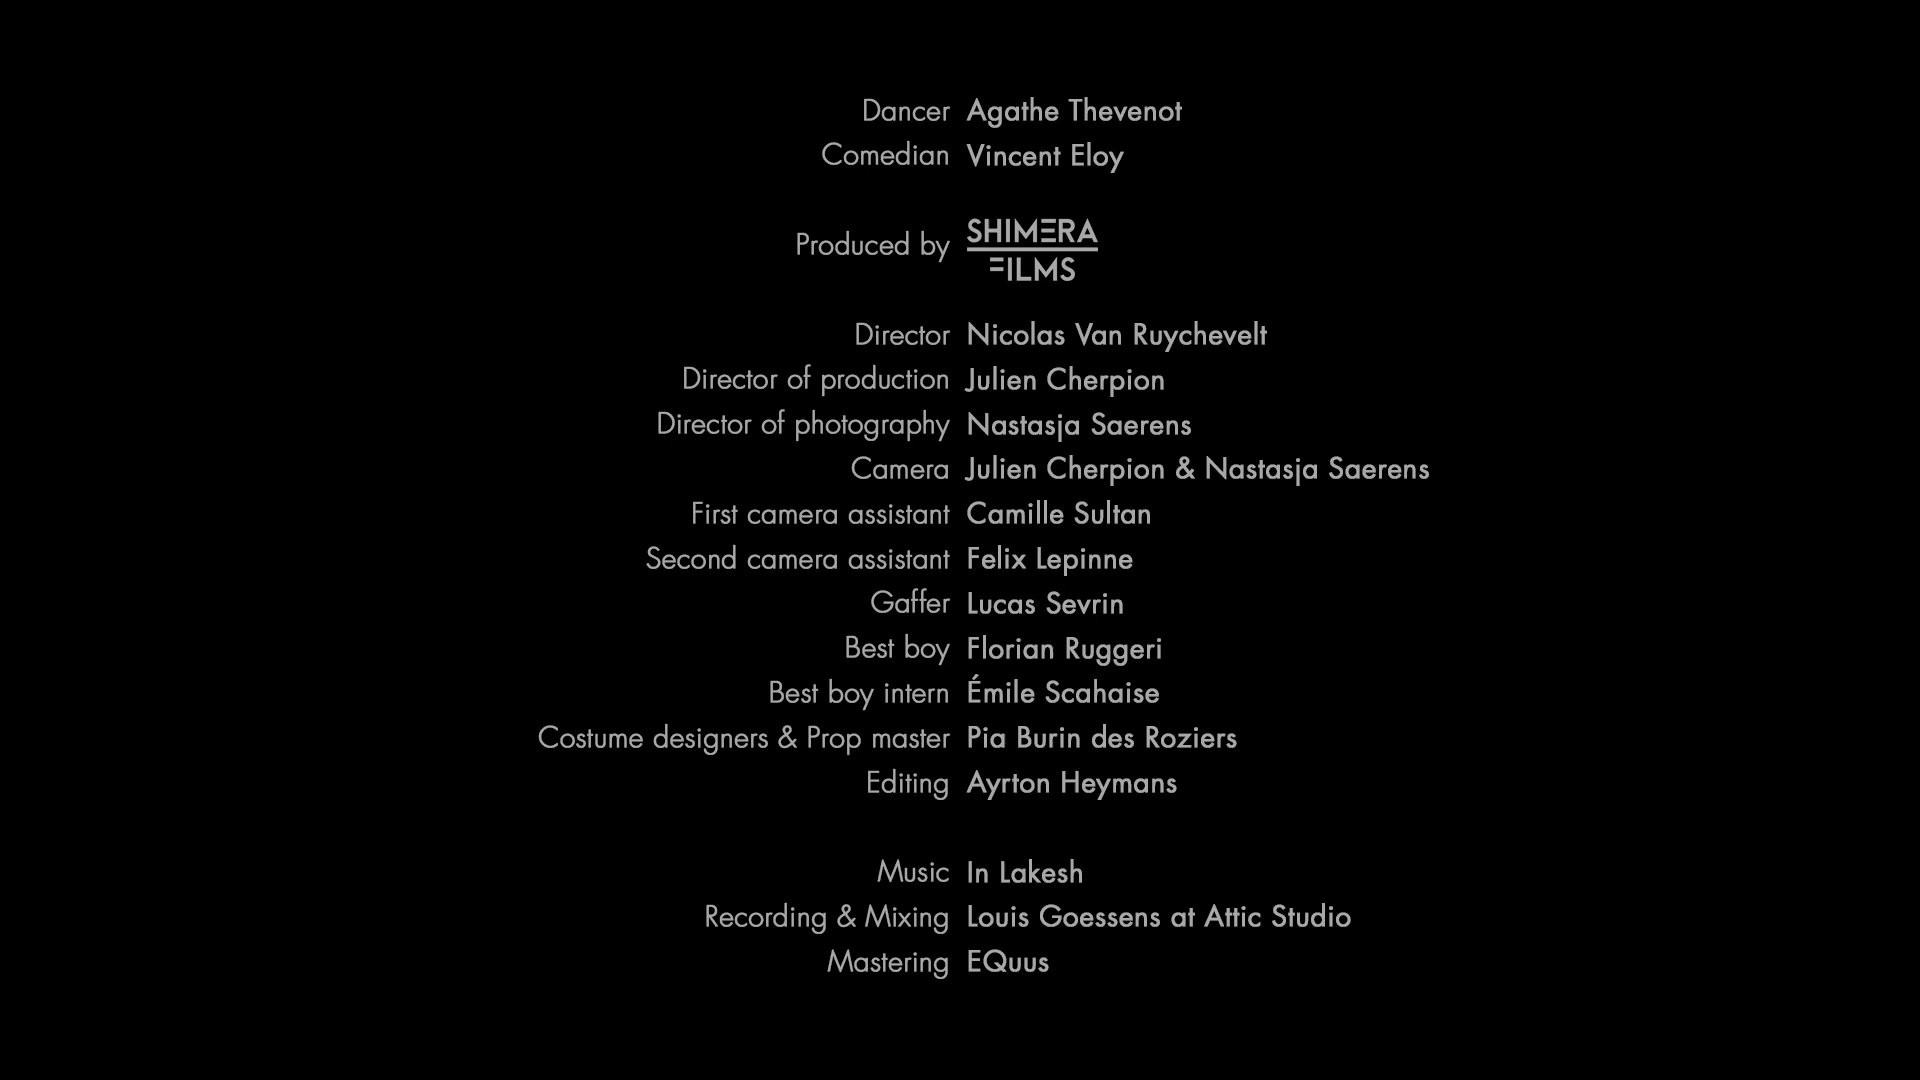 Dancer Agathe Thevenot
Comedian Vincent Eloy
Produced by SHIMERA FILMS
Director Nicolas Van Ruychevelt
Director of production Julien Cherpion
Director of photography Nastasja Saerens
Camera Julien Cherpion & Nastasja Saerens
First camera assistant Camille Sultan
Second camera assistant Felix Lepinne
Gaffer Lucas Sevrin
Best boy Florian Ruggeri
Best boy intern Émile Scahaise
Costume designers & Prop master Pia Burin des Roziers
Editing Ayrton Heymans
Music In Lakesh
Recording & Mixing Louis Goessens at Attic Studio
Mastering EQuus